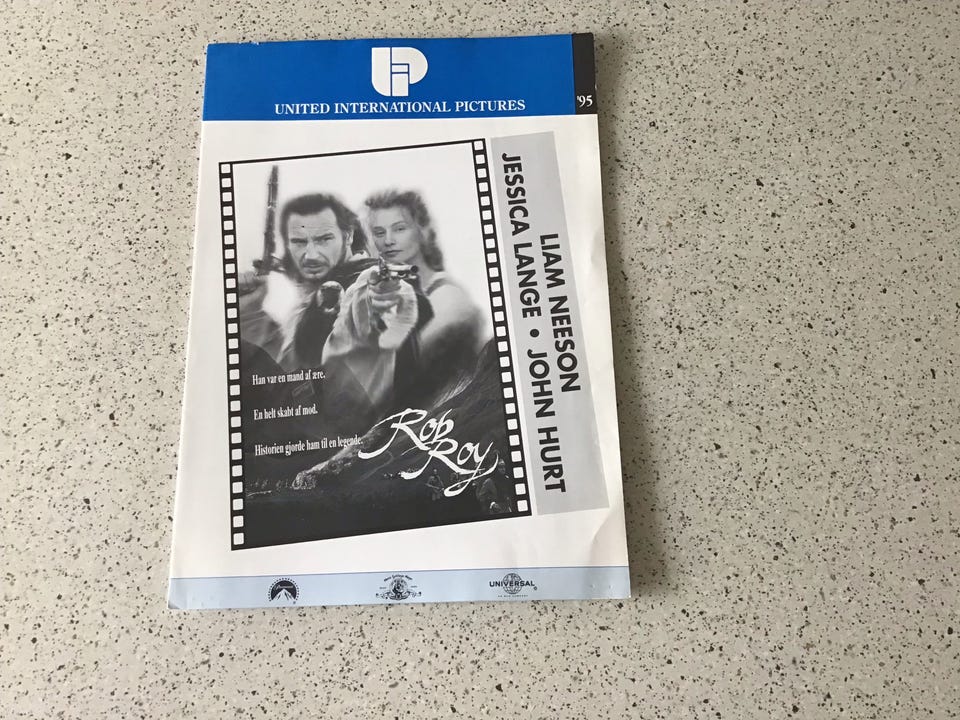 UIP
UNITED INTERNATIONAL PICTURES
'95
LIAM NEESON
JESSICA LANGE • JOHN HURT
Han var en mand af ære.
En helt skabt af mod.
Historien gjorde ham til en legende.
Rob
Roy
UNIVERSAL